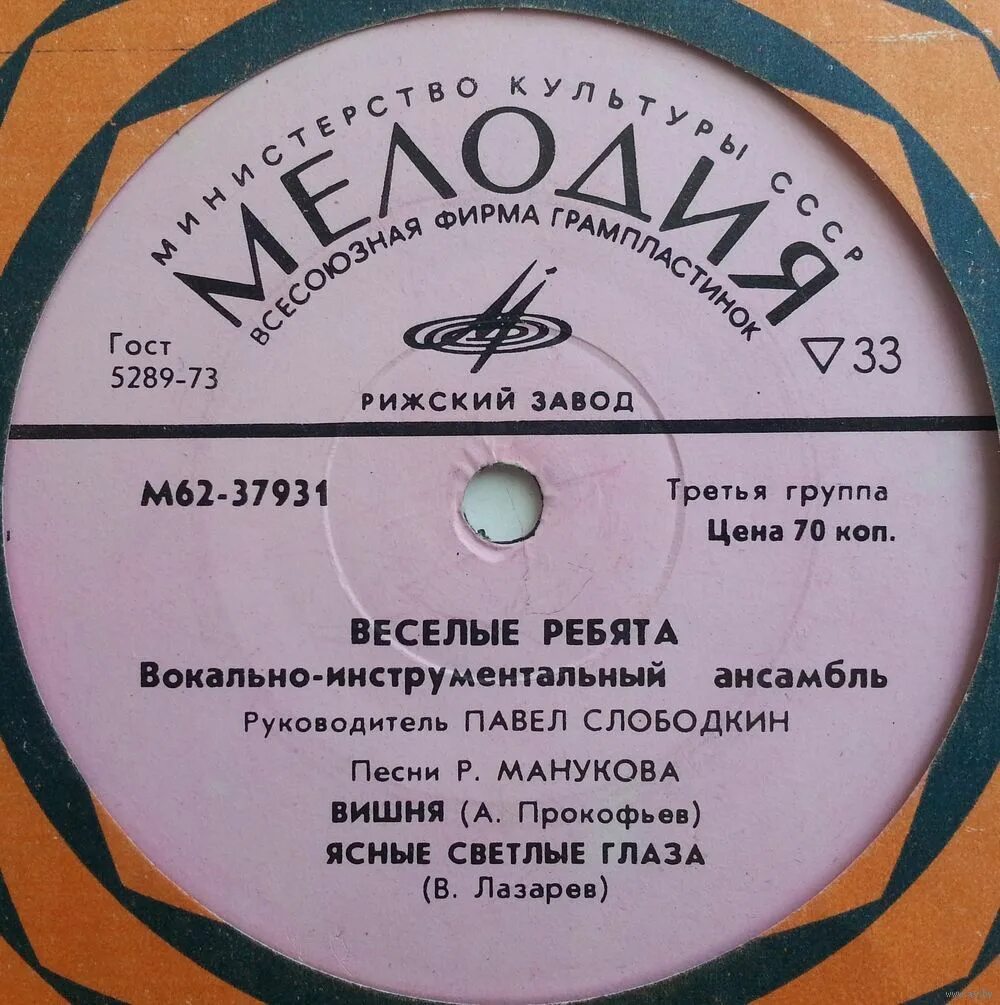 МИНИСТЕРСТВО КУЛЬТУРЫ СССР
МЕЛОДИЯ
ВСЕСОЮЗНАЯ ФИРМА ГРАМПЛАСТИНОК
Гост
5289-73
▽33
РИЖСКИЙ ЗАВОД
М62-37931
Третья группа
Цена 70 коп.
ВЕСЕЛЫЕ РЕБЯТА
Вокально-инструментальный ансамбль
Руководитель ПАВЕЛ СЛОБОДКИН
Песни Р. МАНУКОВА
ВИШНЯ (А. Прокофьев)
ЯСНЫЕ СВЕТЛЫЕ ГЛАЗА
(В. Лазарев)